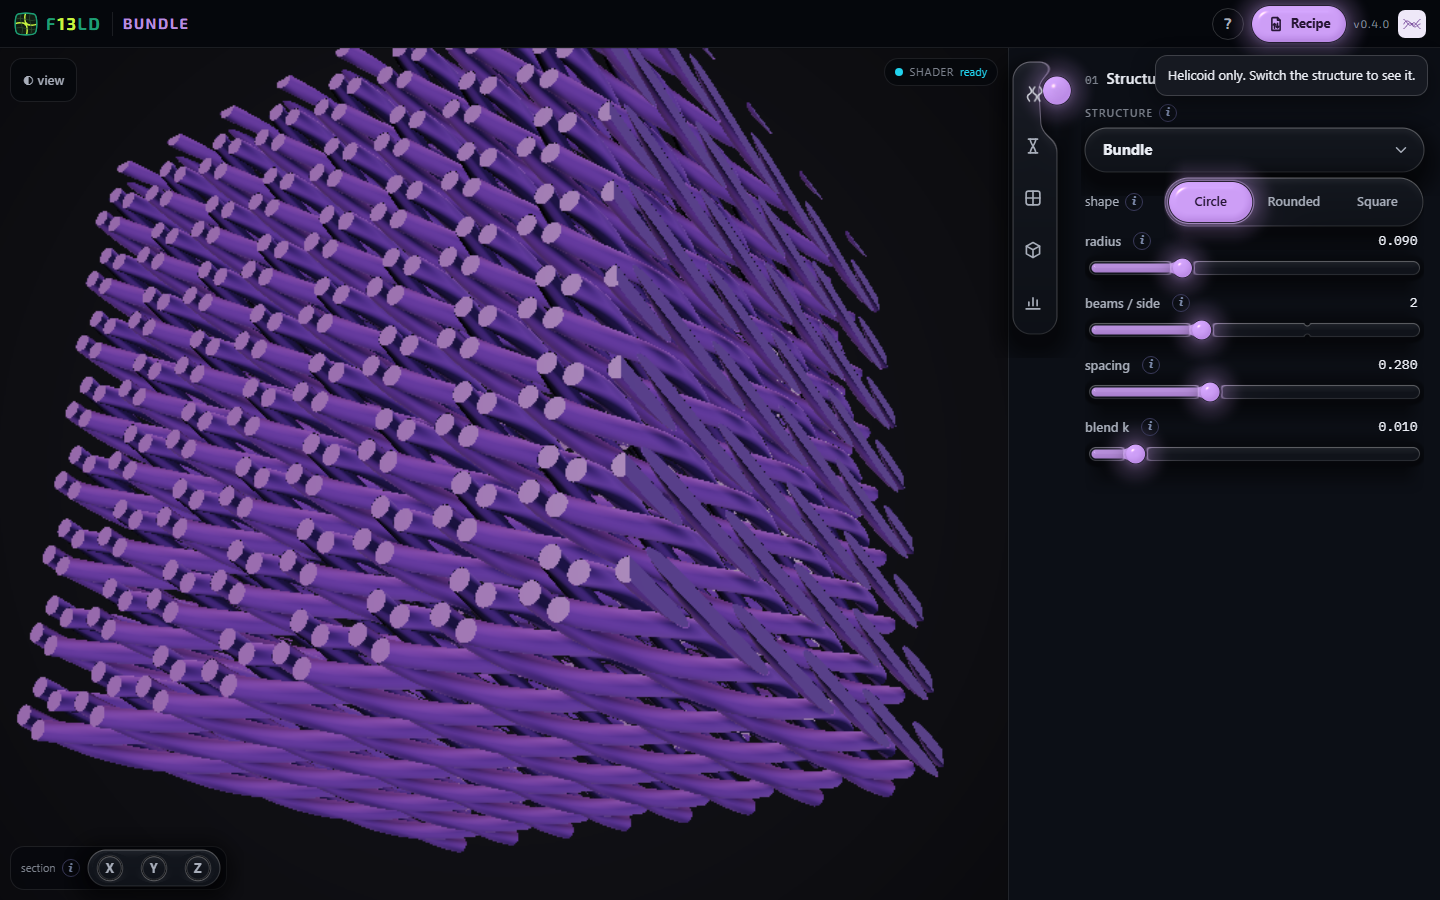 F13LD BUNDLE
? Recipe v0.4.0
view
SHADER ready
Helicoid only. Switch the structure to see it.
01 Structu
STRUCTURE i
Bundle
shape i Circle Rounded Square
radius i 0.090
beams / side i 2
spacing i 0.280
blend k i 0.010
section i X Y Z